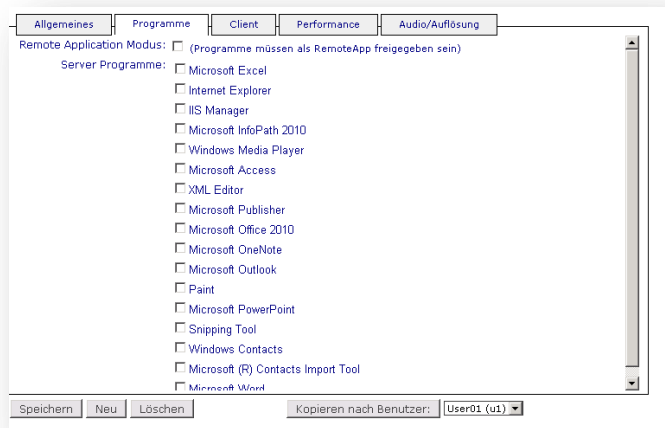 Allgemeines Programme Client Performance Audio/Auflösung
Remote Application Modus: (Programme müssen als RemoteApp freigegeben sein)
Server Programme: Microsoft Excel
Internet Explorer
IIS Manager
Microsoft InfoPath 2010
Windows Media Player
Microsoft Access
XML Editor
Microsoft Publisher
Microsoft Office 2010
Microsoft OneNote
Microsoft Outlook
Paint
Microsoft PowerPoint
Snipping Tool
Windows Contacts
Microsoft (R) Contacts Import Tool
Microsoft Word
Speichern Neu Löschen Kopieren nach Benutzer: User01 (u1)